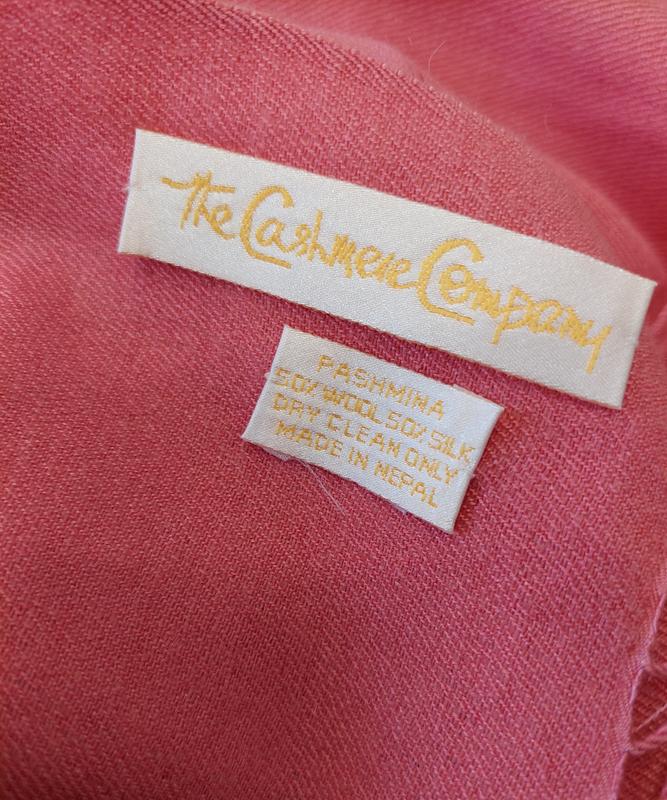 The Cashmere Company
PASHMINA
50% WOOL 50% SILK
DRY CLEAN ONLY
MADE IN NEPAL